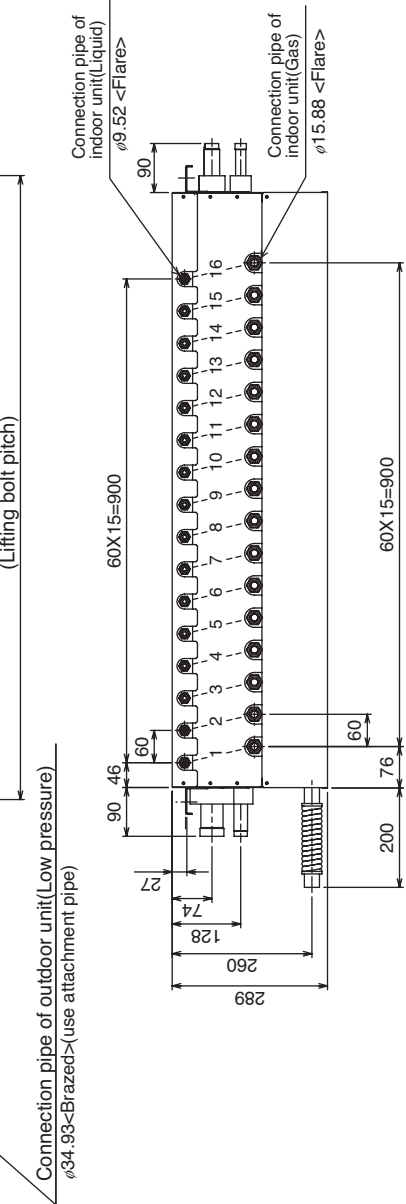 (Lifting bolt pitch)
Connection pipe of outdoor unit(Low pressure)
ø34.93<Brazed>(use attachment pipe)
Connection pipe of
indoor unit(Liquid)
ø9.52 <Flare>
Connection pipe of
indoor unit(Gas)
ø15.88 <Flare>
60X15=900
90
46
60
90
1 2 3 4 5 6 7 8 9 10 11 12 13 14 15 16
27
74
128
260
289
60
76
200
60X15=900